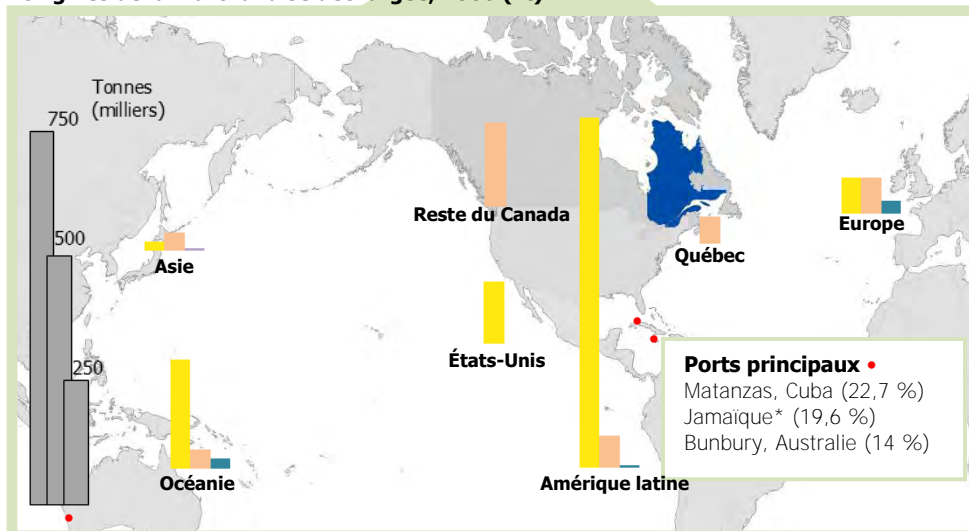 Tonnes
(milliers)
750
500
250
Reste du Canada
Europe
Québec
Asie
États-Unis
Ports principaux
Matanzas, Cuba (22,7 %)
Jamaïque* (19,6 %)
Bunbury, Australie (14 %)
Océanie
Amérique latine